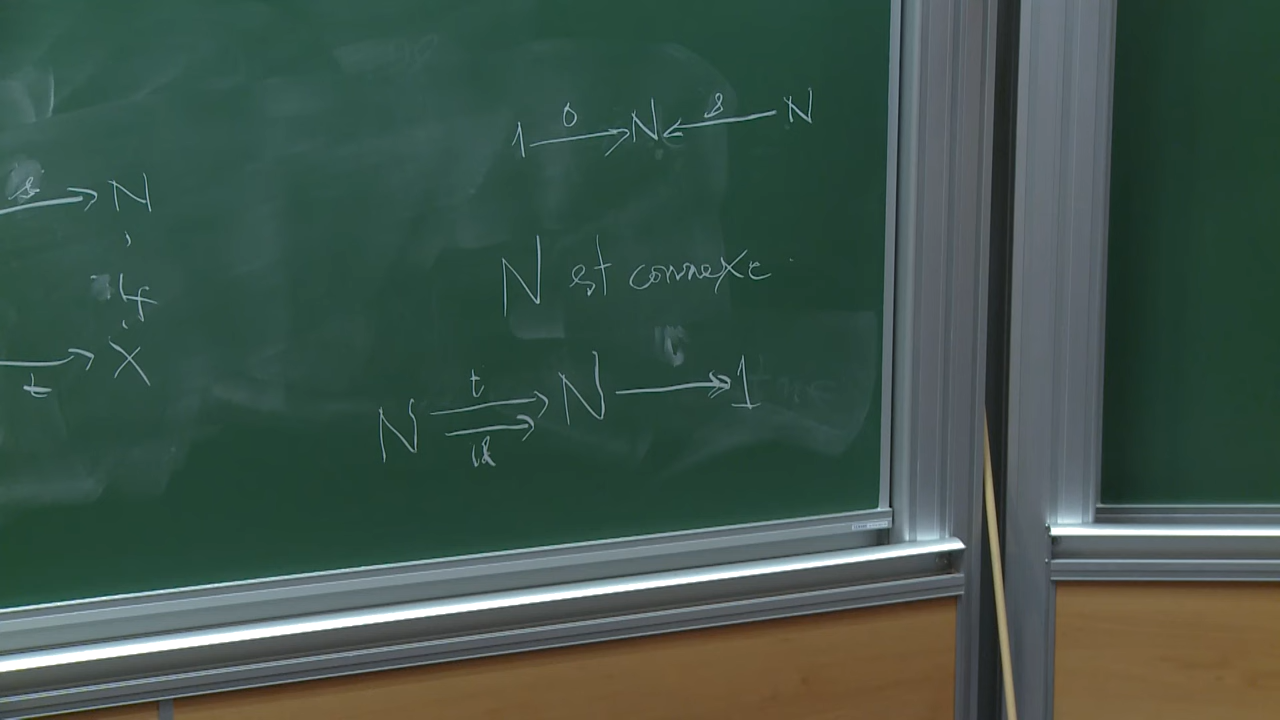 1 —0→ N ←s— N
s → N
f
t → X
N est connexe.
N t ⇉ id N ↠ 1